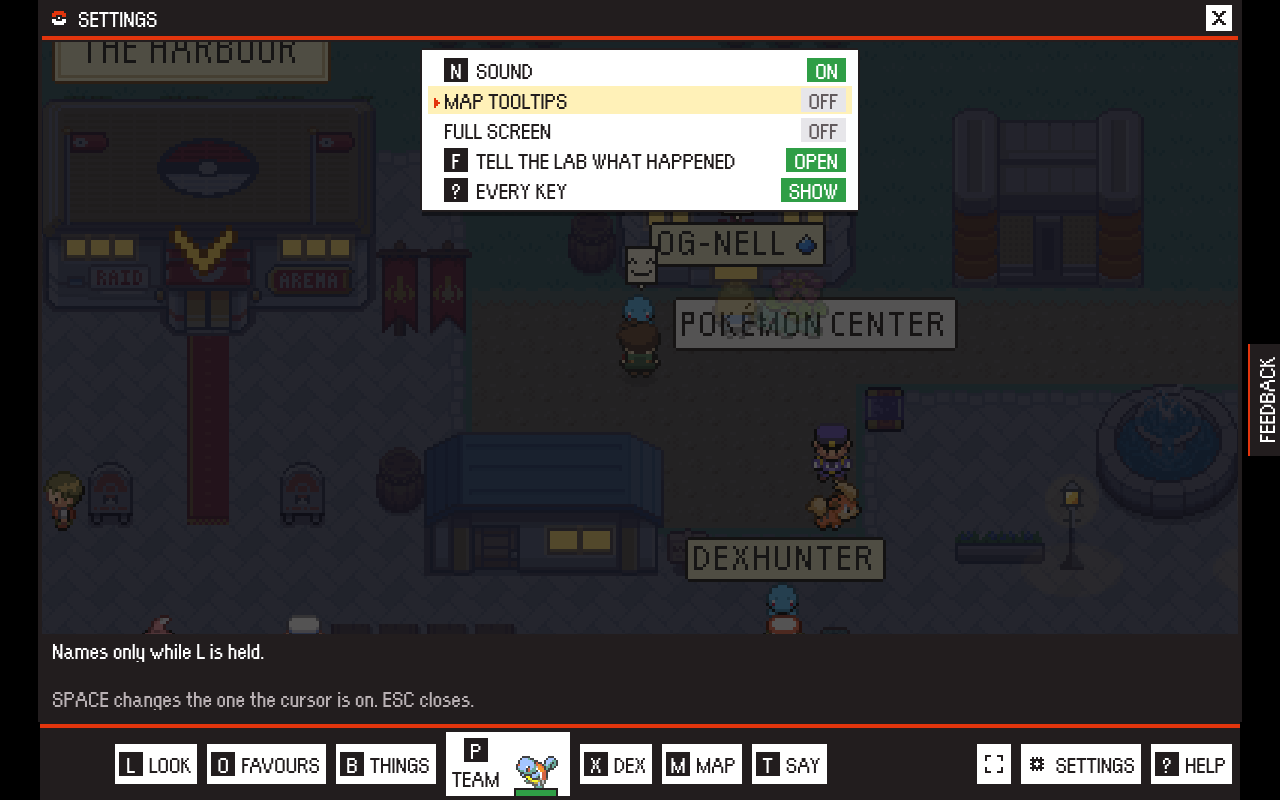 SETTINGS
X
THE HARBOUR
N SOUND ON
MAP TOOLTIPS OFF
FULL SCREEN OFF
F TELL THE LAB WHAT HAPPENED OPEN
? EVERY KEY SHOW
OG-NELL
RAID
ARENA
POKEMON CENTER
FEEDBACK
DEXHUNTER
Names only while L is held.
SPACE changes the one the cursor is on. ESC closes.
L LOOK
O FAVOURS
B THINGS
P TEAM
X DEX
M MAP
T SAY
SETTINGS
? HELP